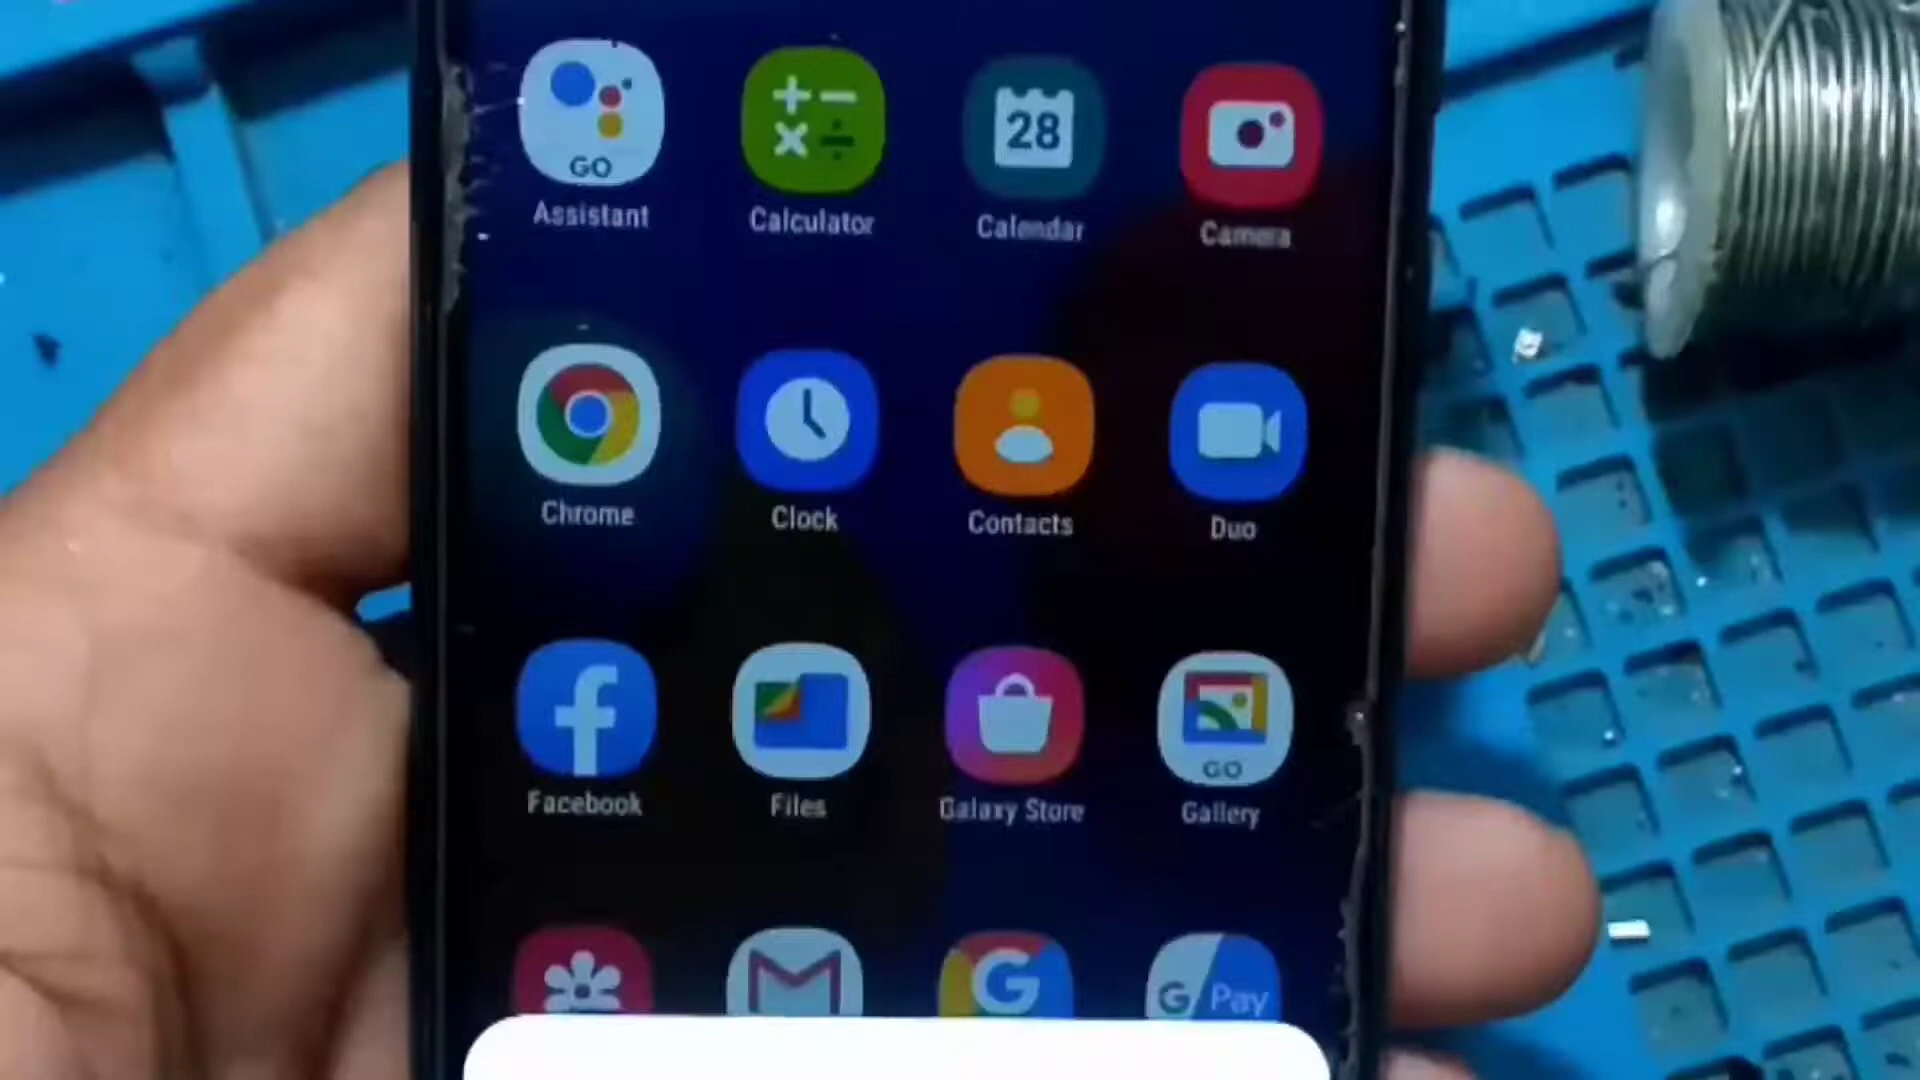 GO
28
Assistant
Calculator
Calendar
Camera
Chrome
Clock
Contacts
Duo
GO
Facebook
Files
Galaxy Store
Gallery
G Pay